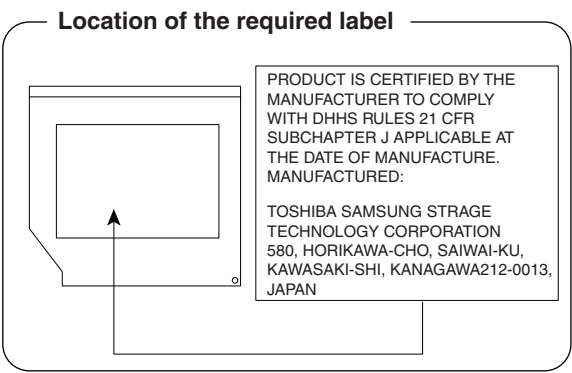 Location of the required label
PRODUCT IS CERTIFIED BY THE
MANUFACTURER TO COMPLY
WITH DHHS RULES 21 CFR
SUBCHAPTER J APPLICABLE AT
THE DATE OF MANUFACTURE.
MANUFACTURED:
TOSHIBA SAMSUNG STRAGE
TECHNOLOGY CORPORATION
580, HORIKAWA-CHO, SAIWAI-KU,
KAWASAKI-SHI, KANAGAWA212-0013,
JAPAN